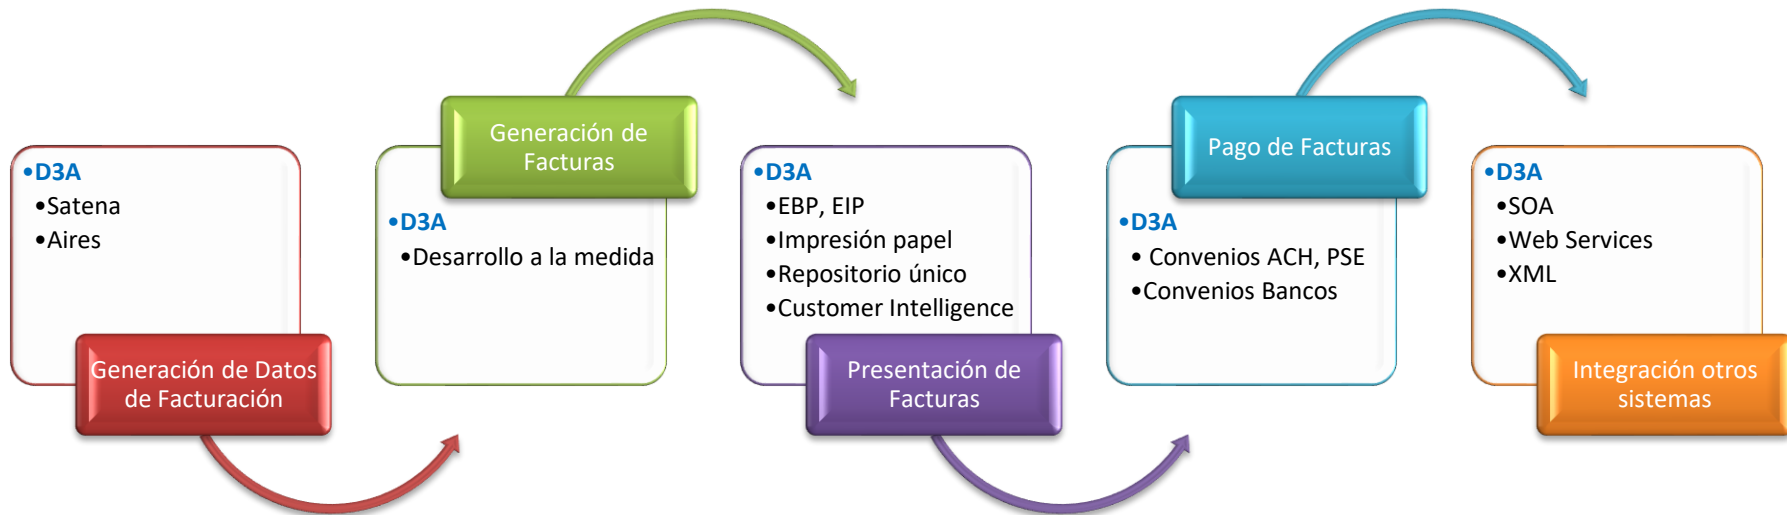 •D3A
•Satena
•Aires
Generación de Datos
de Facturación
Generación de
Facturas
•D3A
•Desarrollo a la medida
•D3A
•EBP, EIP
•Impresión papel
•Repositorio único
•Customer Intelligence
Presentación de
Facturas
Pago de Facturas
•D3A
• Convenios ACH, PSE
•Convenios Bancos
•D3A
•SOA
•Web Services
•XML
Integración otros
sistemas